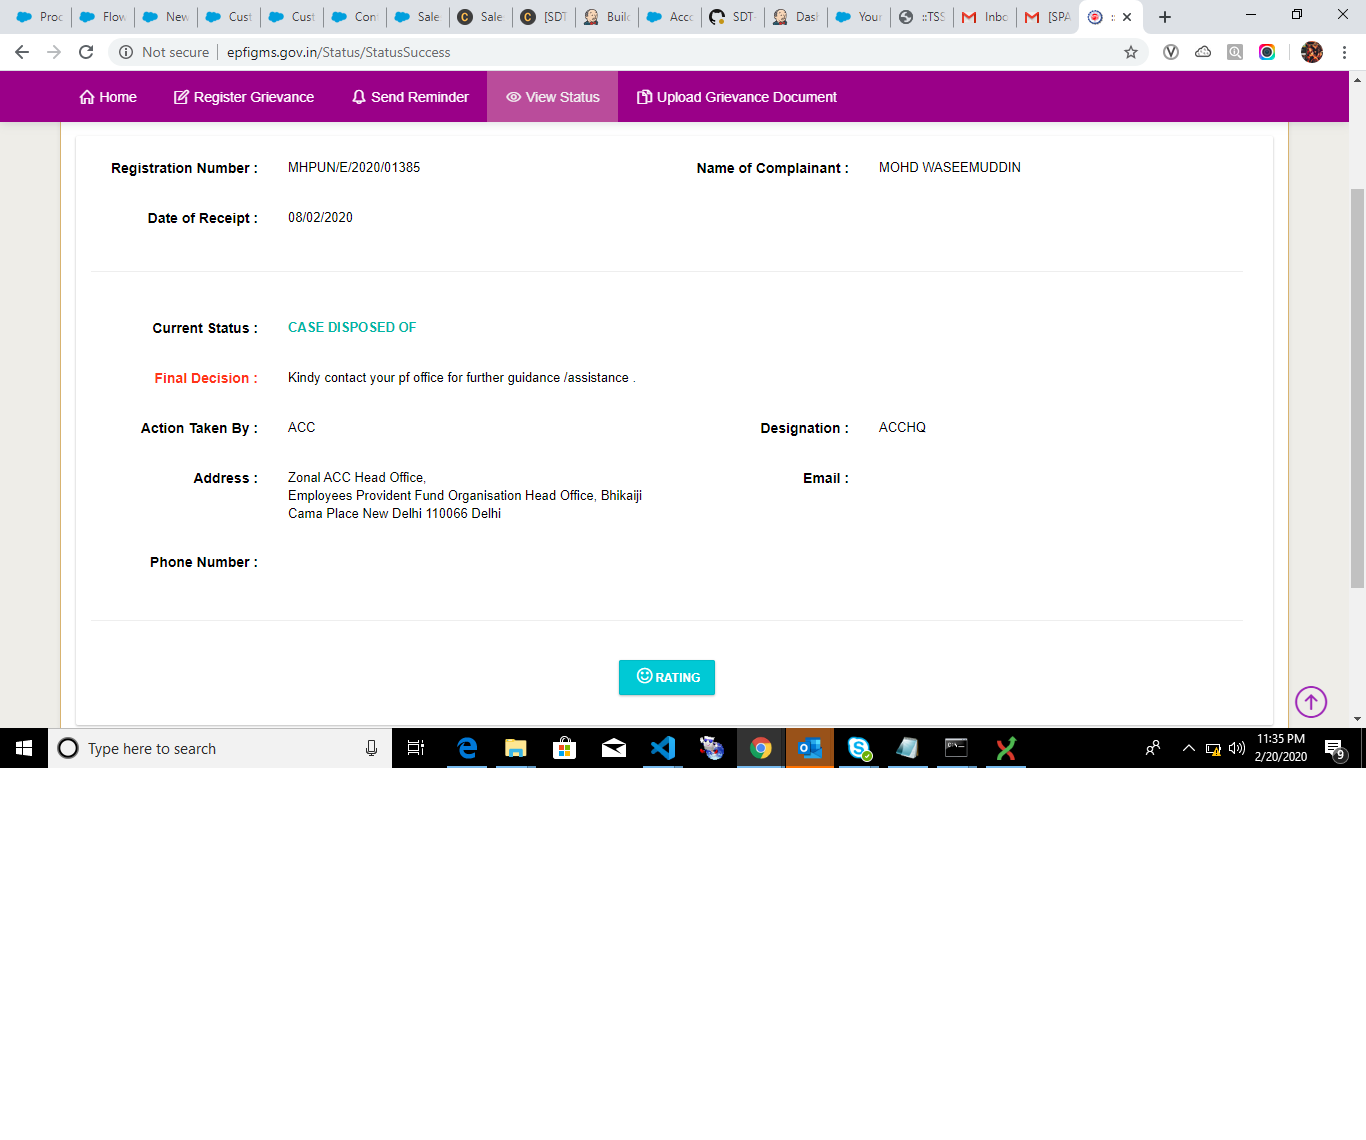 Proc
Flow
New
Cust
Cust
Con
Sale
Sale
[SDT
Buil
Acco
SDT-
Dash
Your
::TSS
Inbo
[SPA
Not secure
epfigms.gov.in/Status/StatusSuccess
Home
Register Grievance
Send Reminder
View Status
Upload Grievance Document
Registration Number : MHPUN/E/2020/01385 Name of Complainant : MOHD WASEEMUDDIN
Date of Receipt : 08/02/2020
Current Status : CASE DISPOSED OF
Final Decision : Kindy contact your pf office for further guidance /assistance .
Action Taken By : ACC Designation : ACCHQ
Address : Zonal ACC Head Office, Email :
Employees Provident Fund Organisation Head Office, Bhikaiji
Cama Place New Delhi 110066 Delhi
Phone Number :
RATING
Type here to search
11:35 PM
2/20/2020
9